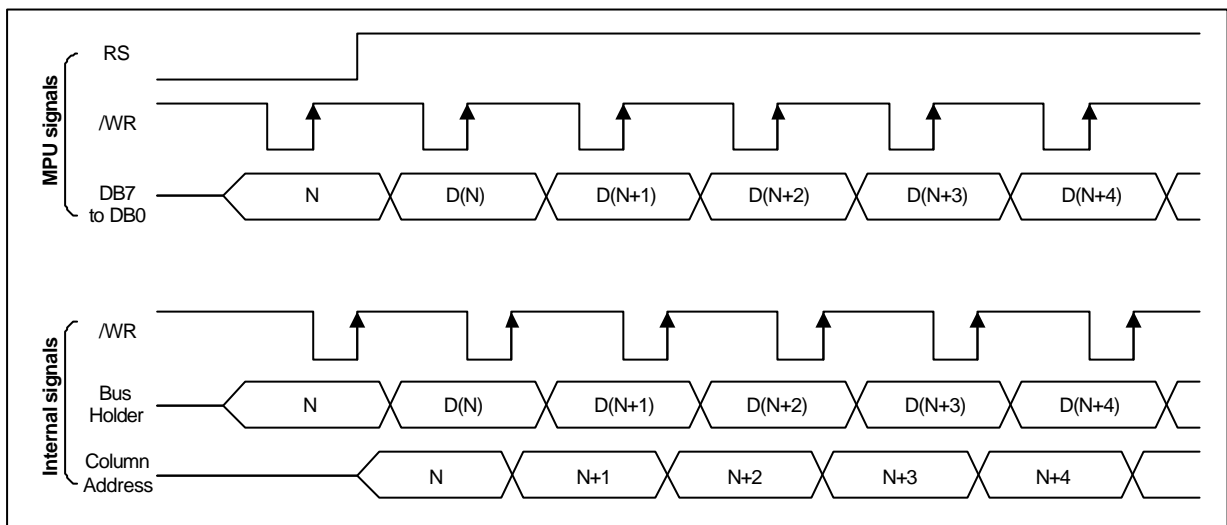 MPU signals
RS
/WR
DB7
to DB0
N
D(N)
D(N+1)
D(N+2)
D(N+3)
D(N+4)
Internal signals
/WR
Bus
Holder
N
D(N)
D(N+1)
D(N+2)
D(N+3)
D(N+4)
Column
Address
N
N+1
N+2
N+3
N+4